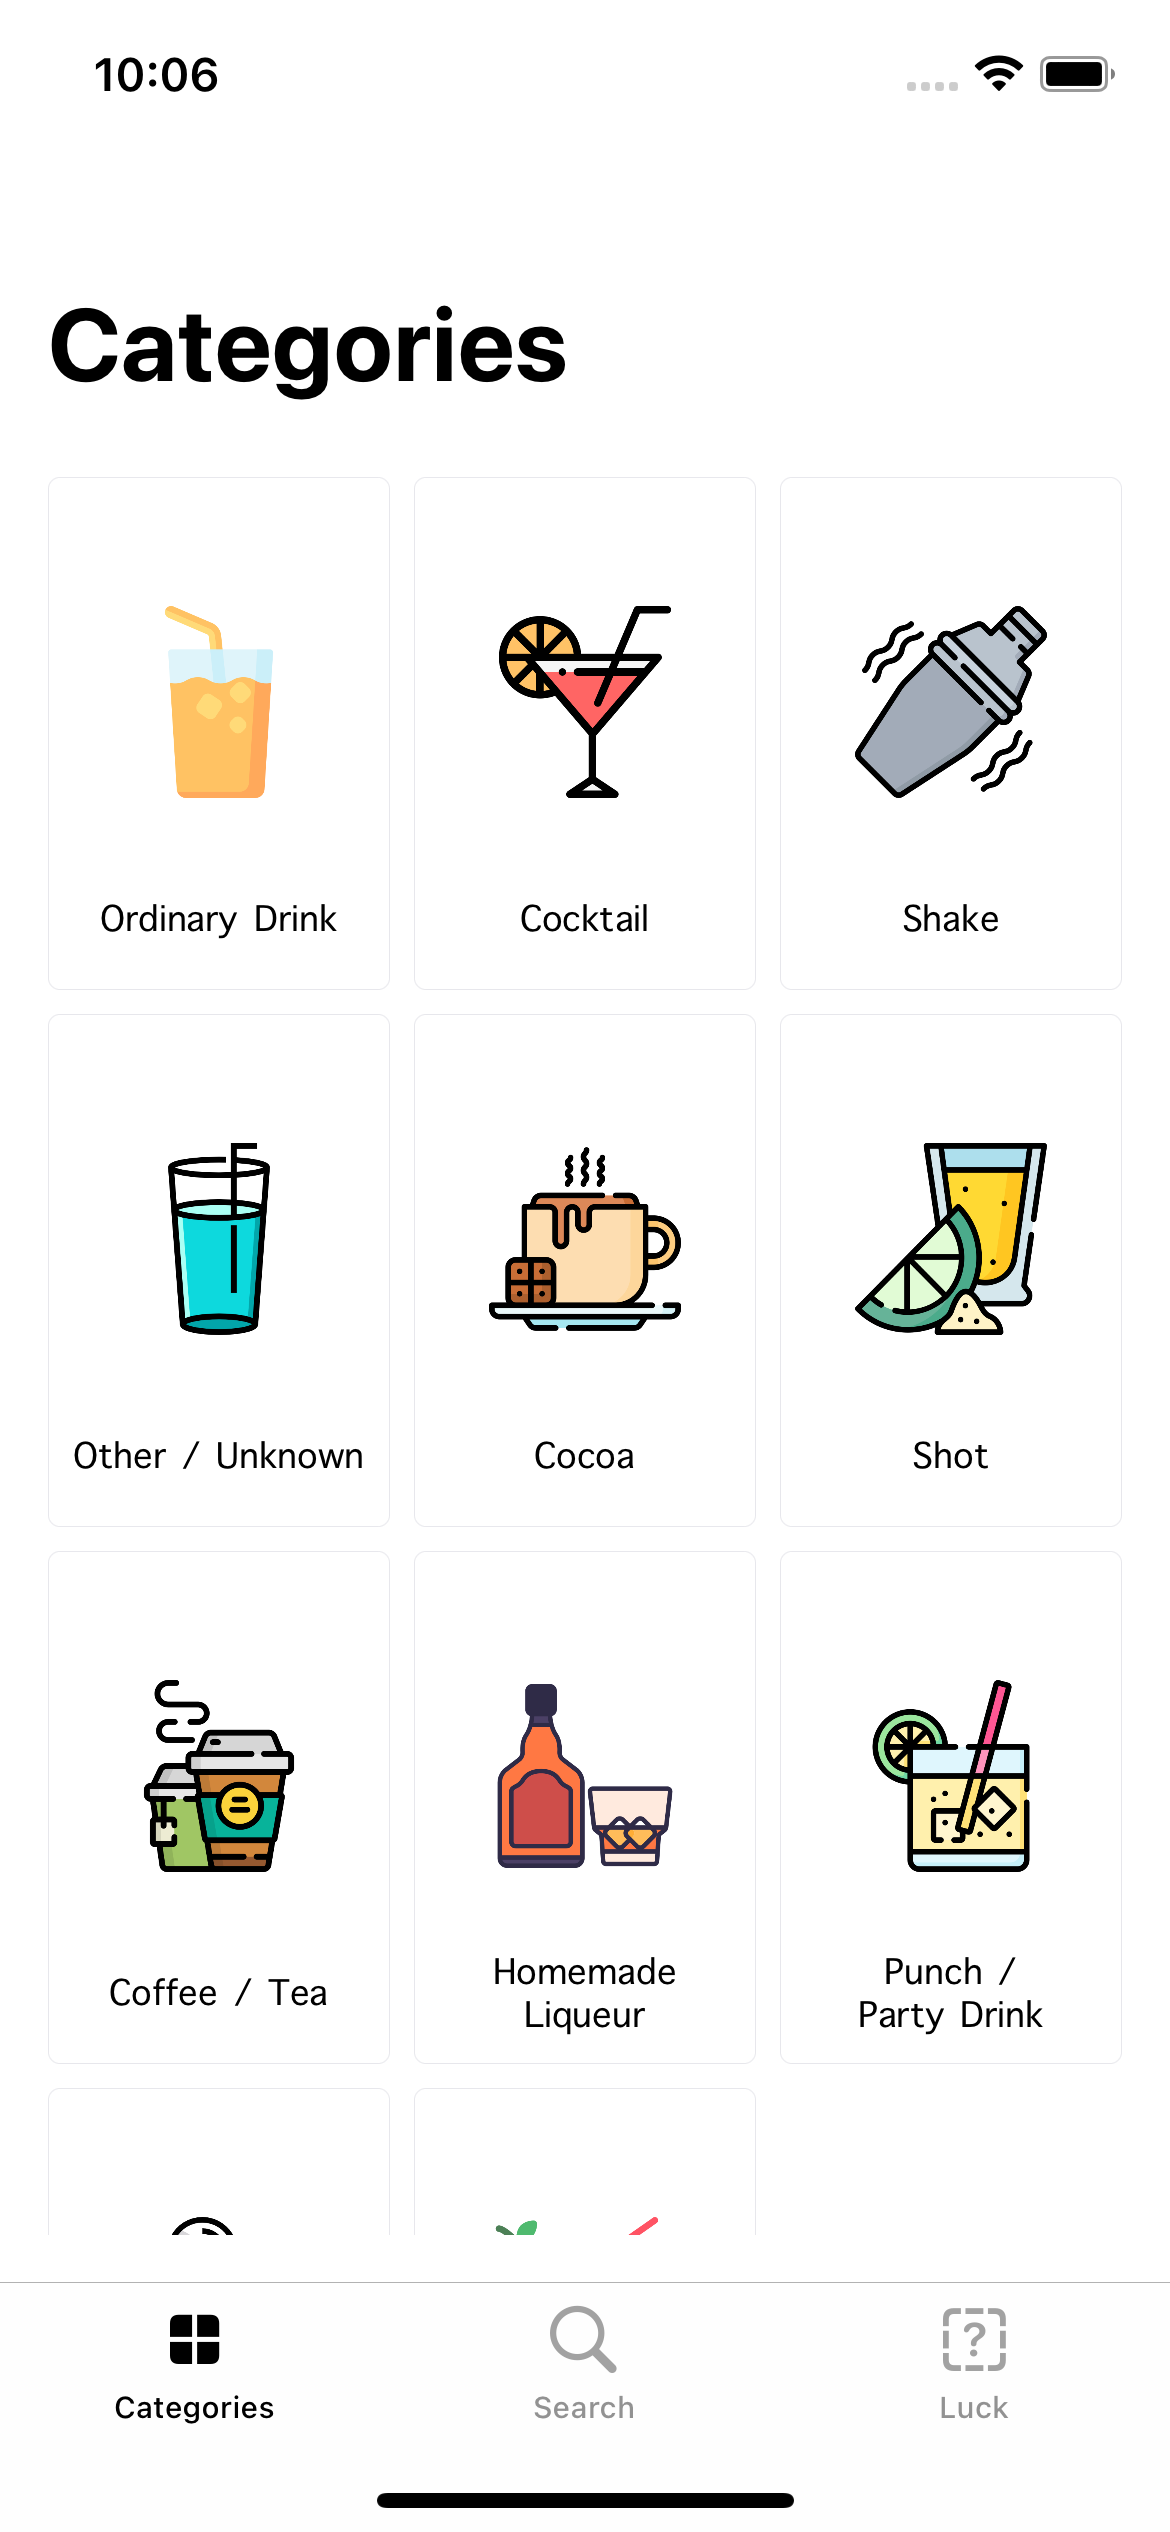 10:06
Categories
Ordinary Drink
Cocktail
Shake
Other / Unknown
Cocoa
Shot
Coffee / Tea
Homemade
Liqueur
Punch /
Party Drink
Categories
Search
Luck